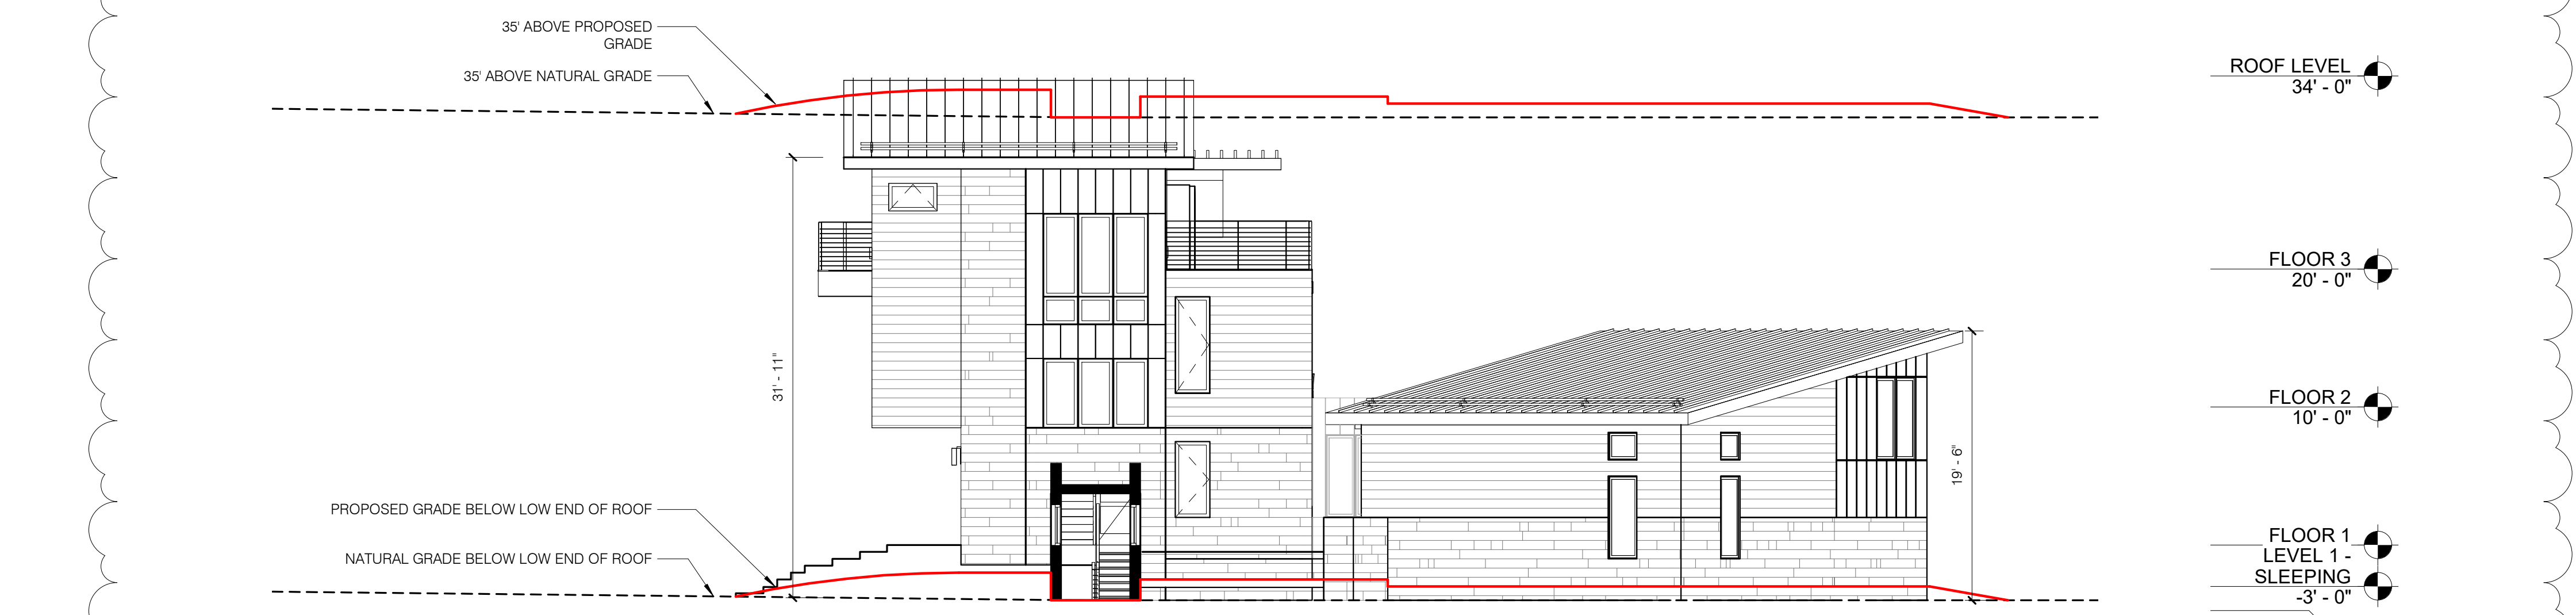 35' ABOVE PROPOSED
GRADE
35' ABOVE NATURAL GRADE
ROOF LEVEL
34' - 0"
FLOOR 3
20' - 0"
31' - 11"
FLOOR 2
10' - 0"
19' - 6"
PROPOSED GRADE BELOW LOW END OF ROOF
NATURAL GRADE BELOW LOW END OF ROOF
FLOOR 1
LEVEL 1 -
SLEEPING
-3' - 0"